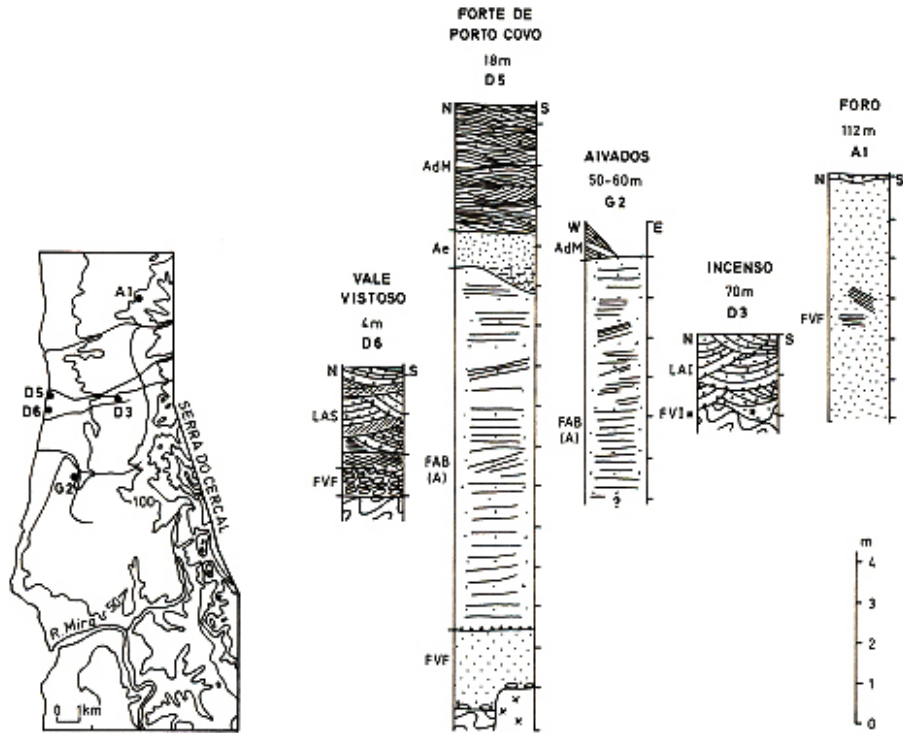 FORTE DE
PORTO COVO
18m
D5
N S
AdM
Ae
FAB
(A)
FVF
FORO
112m
A1
N S
FVF
AIVADOS
50-60m
G2
W E
AdM
FAB
(A)
?
INCENSO
70m
D3
N S
LAI
FVI
VALE
VISTOSO
4m
D6
N S
LAS
FVF
A1
D5
D6
D3
G2
SERRA DO CERCAL
100
50
R. Mira
0 1km
m
4
3
2
1
0